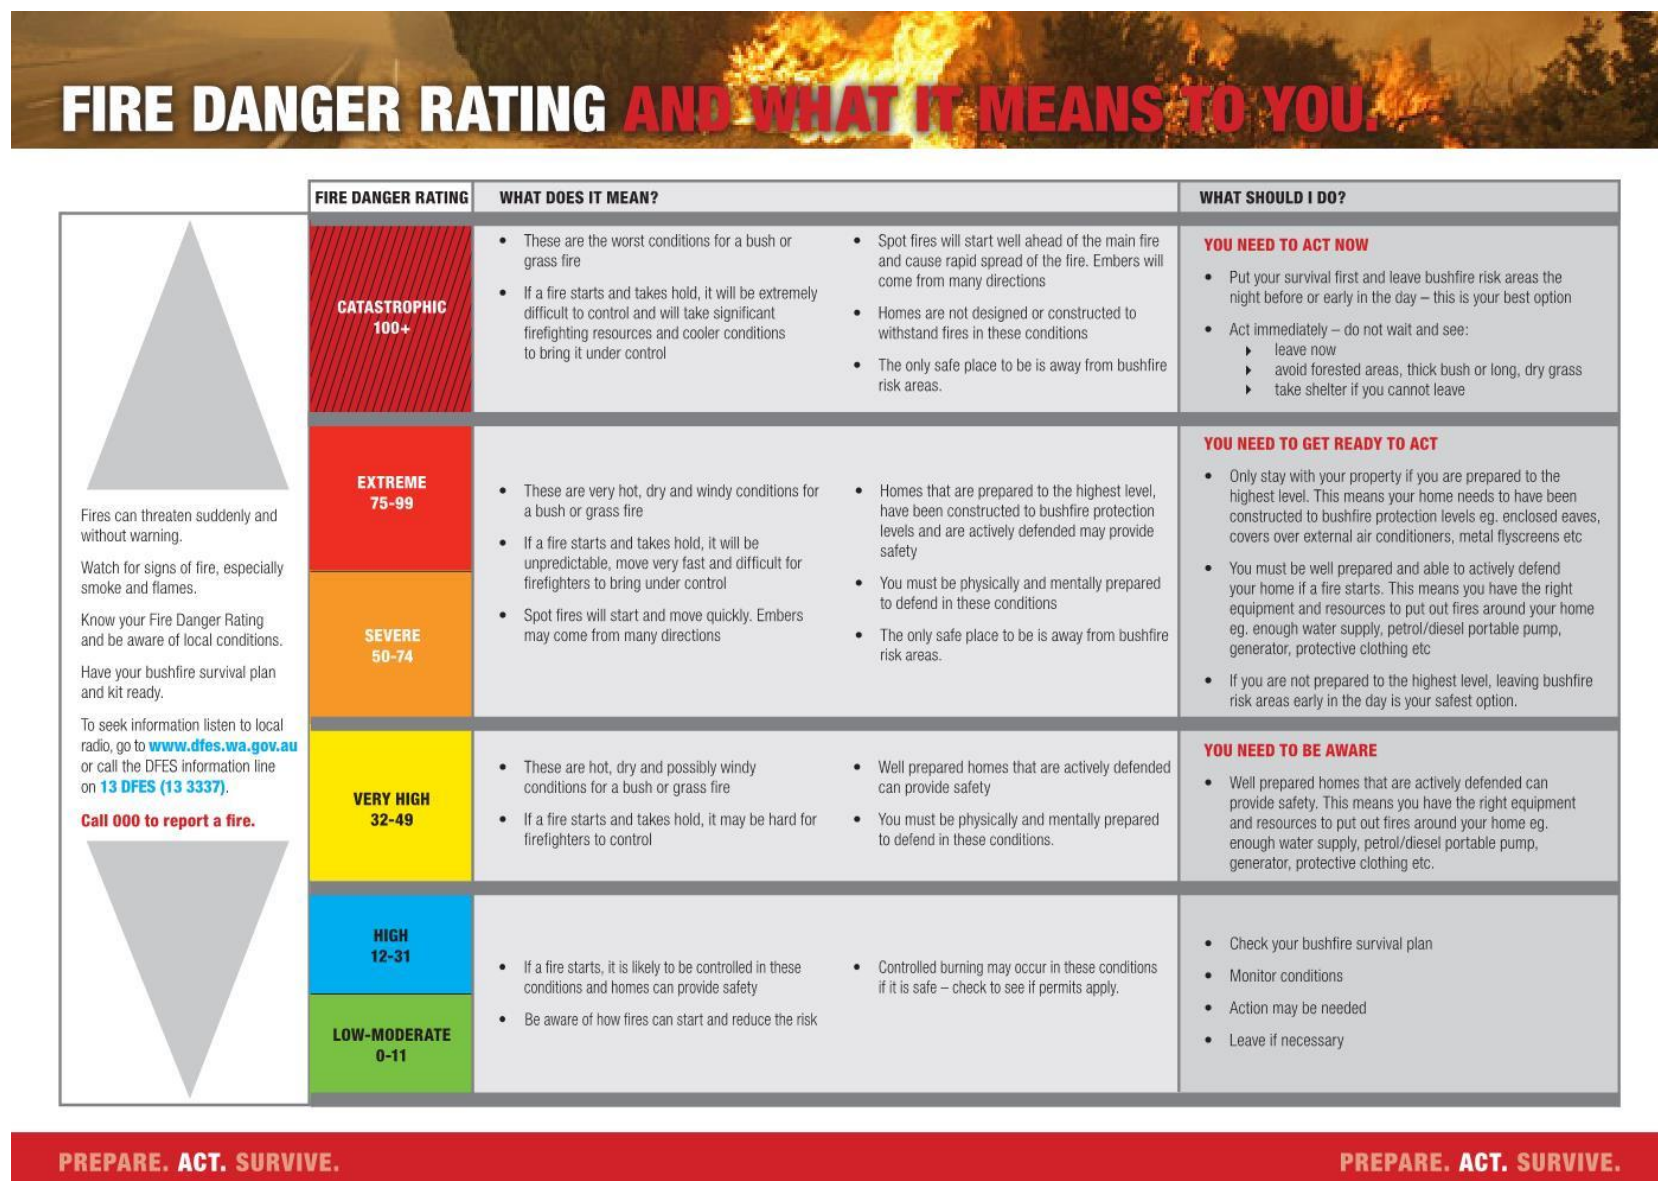 FIRE DANGER RATING AND WHAT IT MEANS TO YOU.
FIRE DANGER RATING
WHAT DOES IT MEAN?
WHAT SHOULD I DO?
Fires can threaten suddenly and
without warning.
Watch for signs of fire, especially
smoke and flames.
Know your Fire Danger Rating
and be aware of local conditions.
Have your bushfire survival plan
and kit ready.
To seek information listen to local
radio, go to www.dfes.wa.gov.au
or call the DFES information line
on 13 DFES (13 3337).
Call 000 to report a fire.
CATASTROPHIC
100+
• These are the worst conditions for a bush or
grass fire
• If a fire starts and takes hold, it will be extremely
difficult to control and will take significant
firefighting resources and cooler conditions
to bring it under control
• Spot fires will start well ahead of the main fire
and cause rapid spread of the fire. Embers will
come from many directions
• Homes are not designed or constructed to
withstand fires in these conditions
• The only safe place to be is away from bushfire
risk areas.
YOU NEED TO ACT NOW
• Put your survival first and leave bushfire risk areas the
night before or early in the day – this is your best option
• Act immediately – do not wait and see:
leave now
avoid forested areas, thick bush or long, dry grass
take shelter if you cannot leave
EXTREME
75-99
SEVERE
50-74
• These are very hot, dry and windy conditions for
a bush or grass fire
• If a fire starts and takes hold, it will be
unpredictable, move very fast and difficult for
firefighters to bring under control
• Spot fires will start and move quickly. Embers
may come from many directions
• Homes that are prepared to the highest level,
have been constructed to bushfire protection
levels and are actively defended may provide
safety
• You must be physically and mentally prepared
to defend in these conditions
• The only safe place to be is away from bushfire
risk areas.
YOU NEED TO GET READY TO ACT
• Only stay with your property if you are prepared to the
highest level. This means your home needs to have been
constructed to bushfire protection levels eg. enclosed eaves,
covers over external air conditioners, metal flyscreens etc
• You must be well prepared and able to actively defend
your home if a fire starts. This means you have the right
equipment and resources to put out fires around your home
eg. enough water supply, petrol/diesel portable pump,
generator, protective clothing etc
• If you are not prepared to the highest level, leaving bushfire
risk areas early in the day is your safest option.
VERY HIGH
32-49
• These are hot, dry and possibly windy
conditions for a bush or grass fire
• If a fire starts and takes hold, it may be hard for
firefighters to control
• Well prepared homes that are actively defended
can provide safety
• You must be physically and mentally prepared
to defend in these conditions.
YOU NEED TO BE AWARE
• Well prepared homes that are actively defended can
provide safety. This means you have the right equipment
and resources to put out fires around your home eg.
enough water supply, petrol/diesel portable pump,
generator, protective clothing etc.
HIGH
12-31
LOW-MODERATE
0-11
• If a fire starts, it is likely to be controlled in these
conditions and homes can provide safety
• Be aware of how fires can start and reduce the risk
• Controlled burning may occur in these conditions
if it is safe – check to see if permits apply.
• Check your bushfire survival plan
• Monitor conditions
• Action may be needed
• Leave if necessary
PREPARE. ACT. SURVIVE.
PREPARE. ACT. SURVIVE.